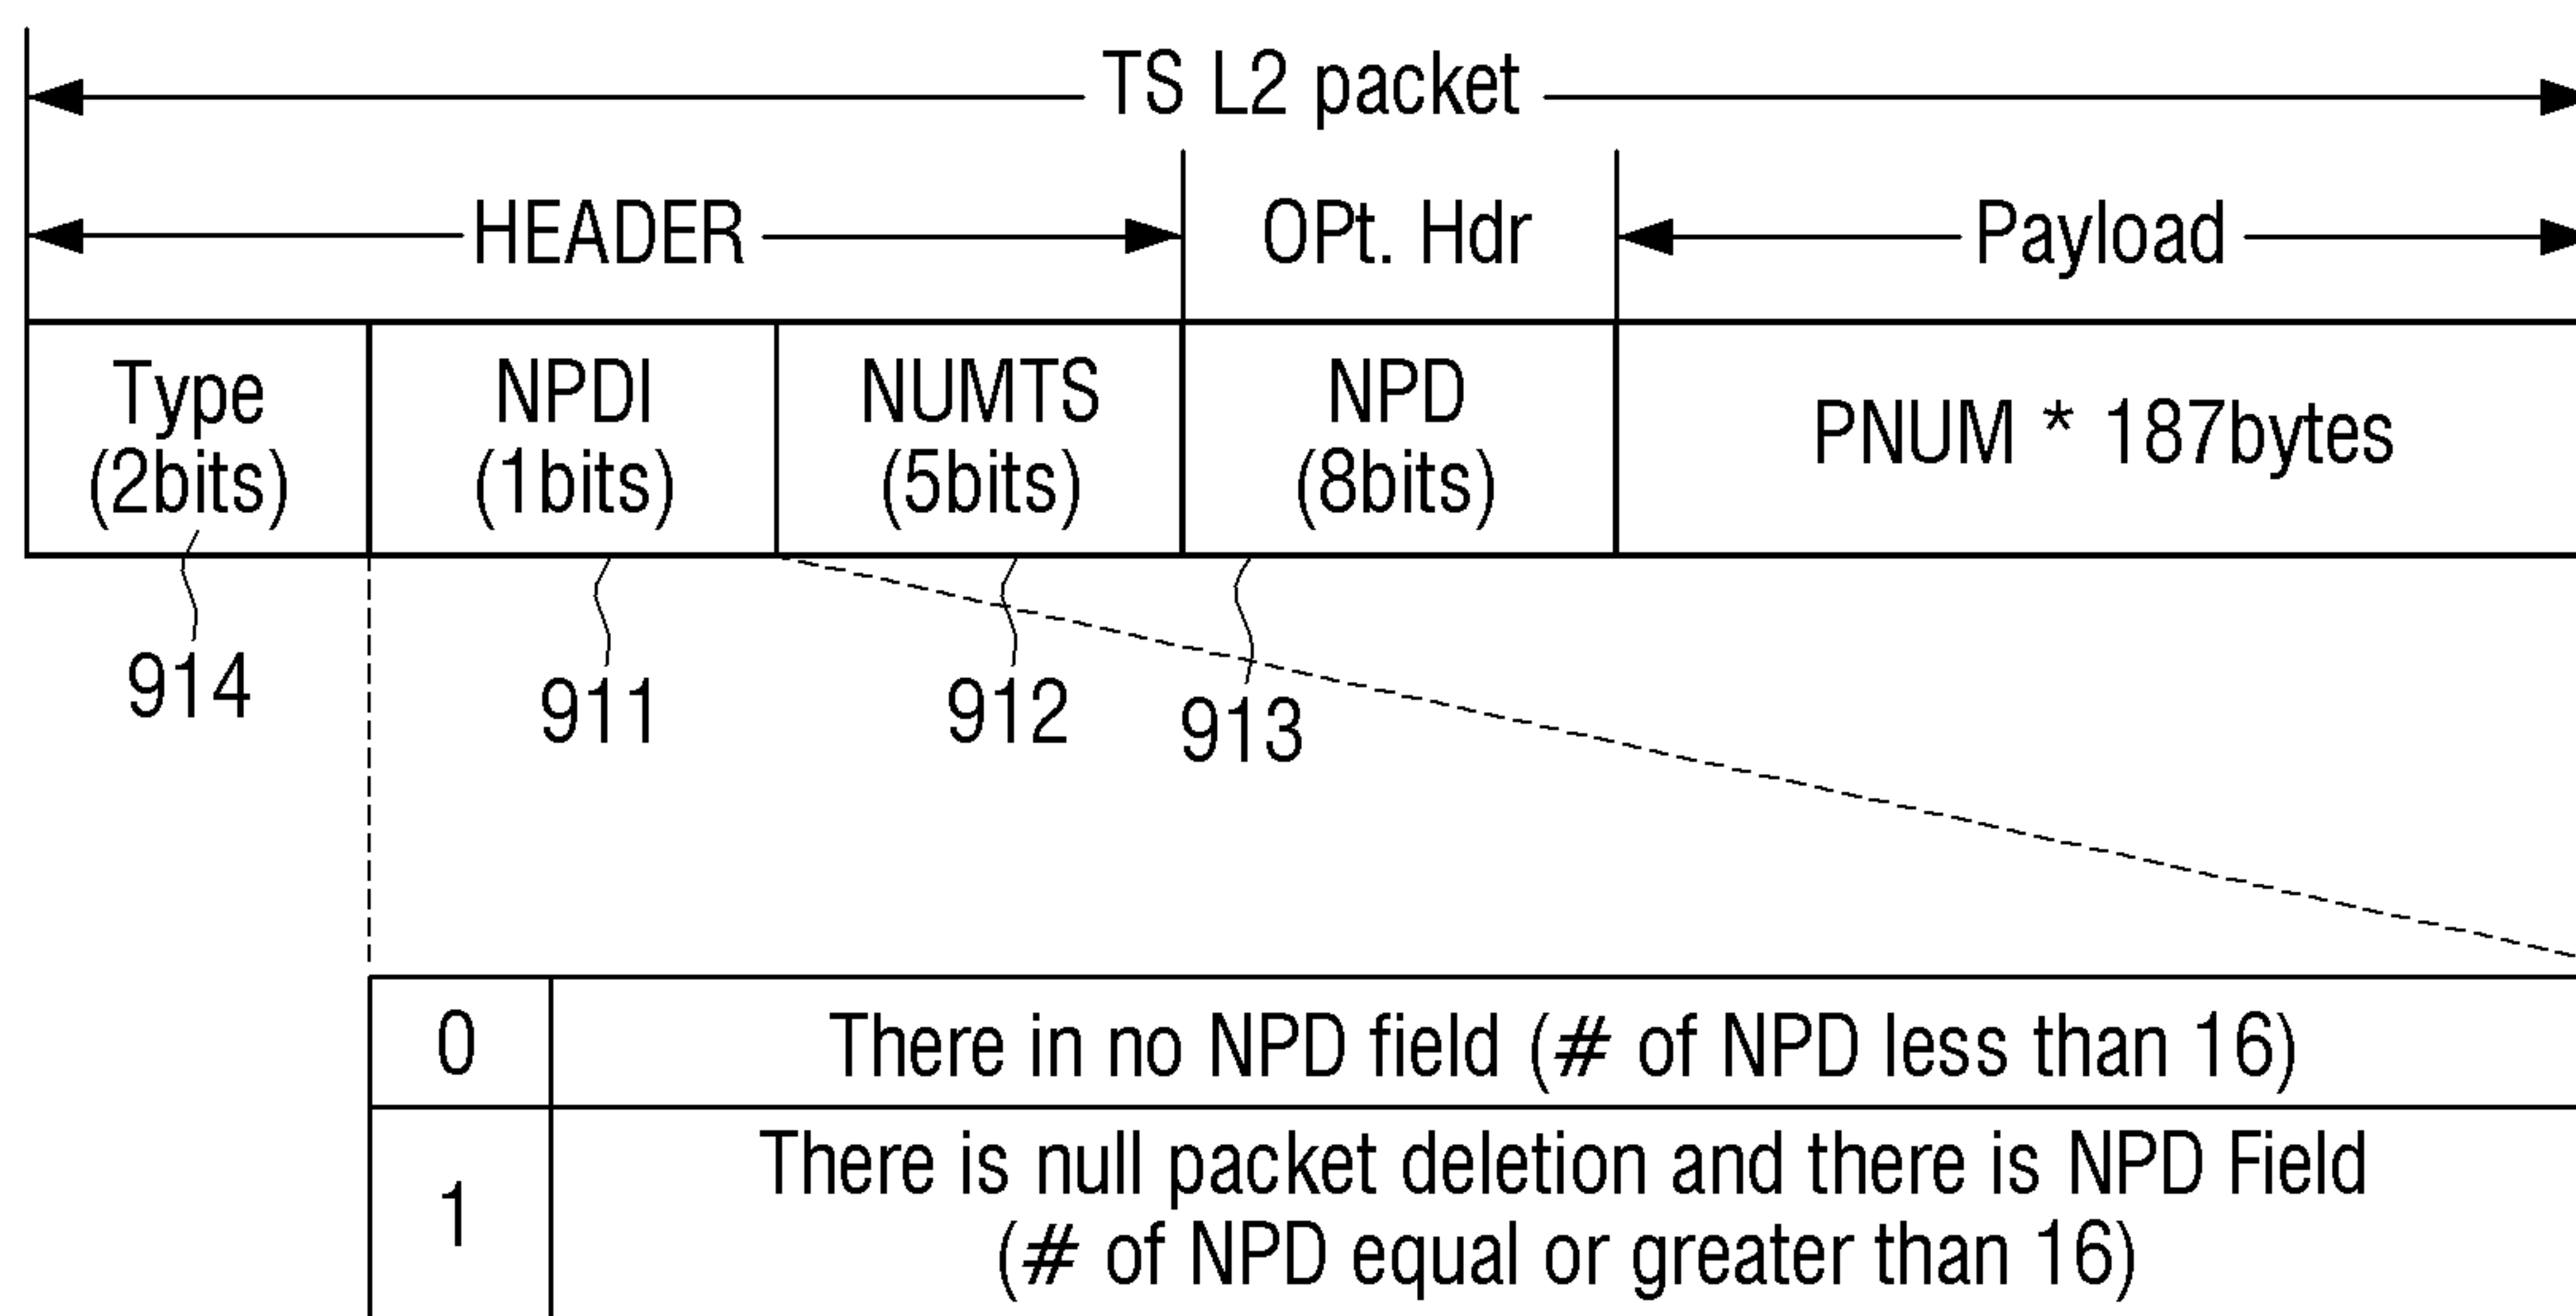 TS L2 packet
HEADER
OPt. Hdr
Payload
Type
(2bits)
NPDI
(1bits)
NUMTS
(5bits)
NPD
(8bits)
PNUM * 187bytes
914
911
912
913
0
There in no NPD field (# of NPD less than 16)
1
There is null packet deletion and there is NPD Field
(# of NPD equal or greater than 16)